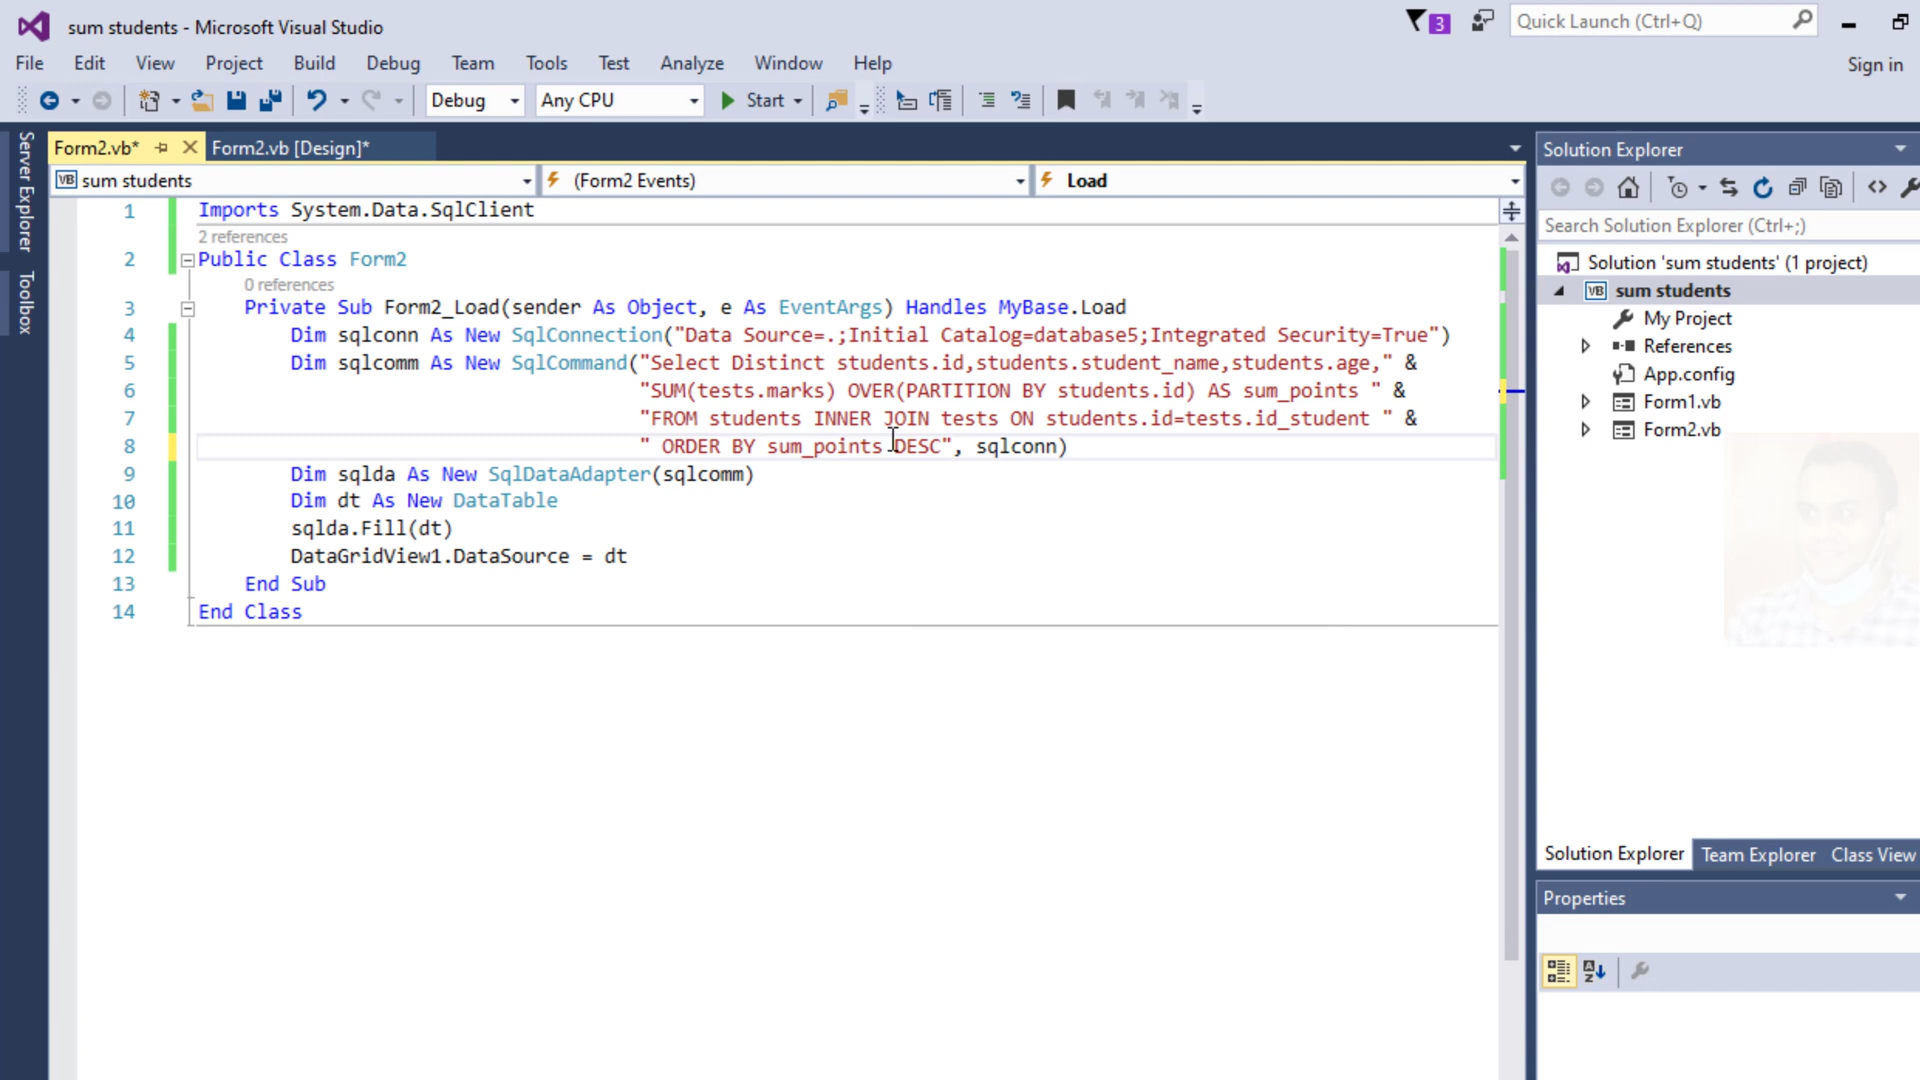 sum students - Microsoft Visual Studio
3
Quick Launch (Ctrl+Q)
File Edit View Project Build Debug Team Tools Test Analyze Window Help
Sign in
Debug Any CPU Start
Server Explorer
Toolbox
Form2.vb* Form2.vb [Design]*
VB sum students (Form2 Events) Load
1 Imports System.Data.SqlClient
2 references
2 Public Class Form2
0 references
3 Private Sub Form2_Load(sender As Object, e As EventArgs) Handles MyBase.Load
4 Dim sqlconn As New SqlConnection("Data Source=.;Initial Catalog=database5;Integrated Security=True")
5 Dim sqlcomm As New SqlCommand("Select Distinct students.id,students.student_name,students.age," &
6 "SUM(tests.marks) OVER(PARTITION BY students.id) AS sum_points " &
7 "FROM students INNER JOIN tests ON students.id=tests.id_student " &
8 " ORDER BY sum_points DESC", sqlconn)
9 Dim sqlda As New SqlDataAdapter(sqlcomm)
10 Dim dt As New DataTable
11 sqlda.Fill(dt)
12 DataGridView1.DataSource = dt
13 End Sub
14 End Class
Solution Explorer
Search Solution Explorer (Ctrl+;)
Solution 'sum students' (1 project)
VB sum students
My Project
References
App.config
Form1.vb
Form2.vb
Solution Explorer Team Explorer Class View
Properties